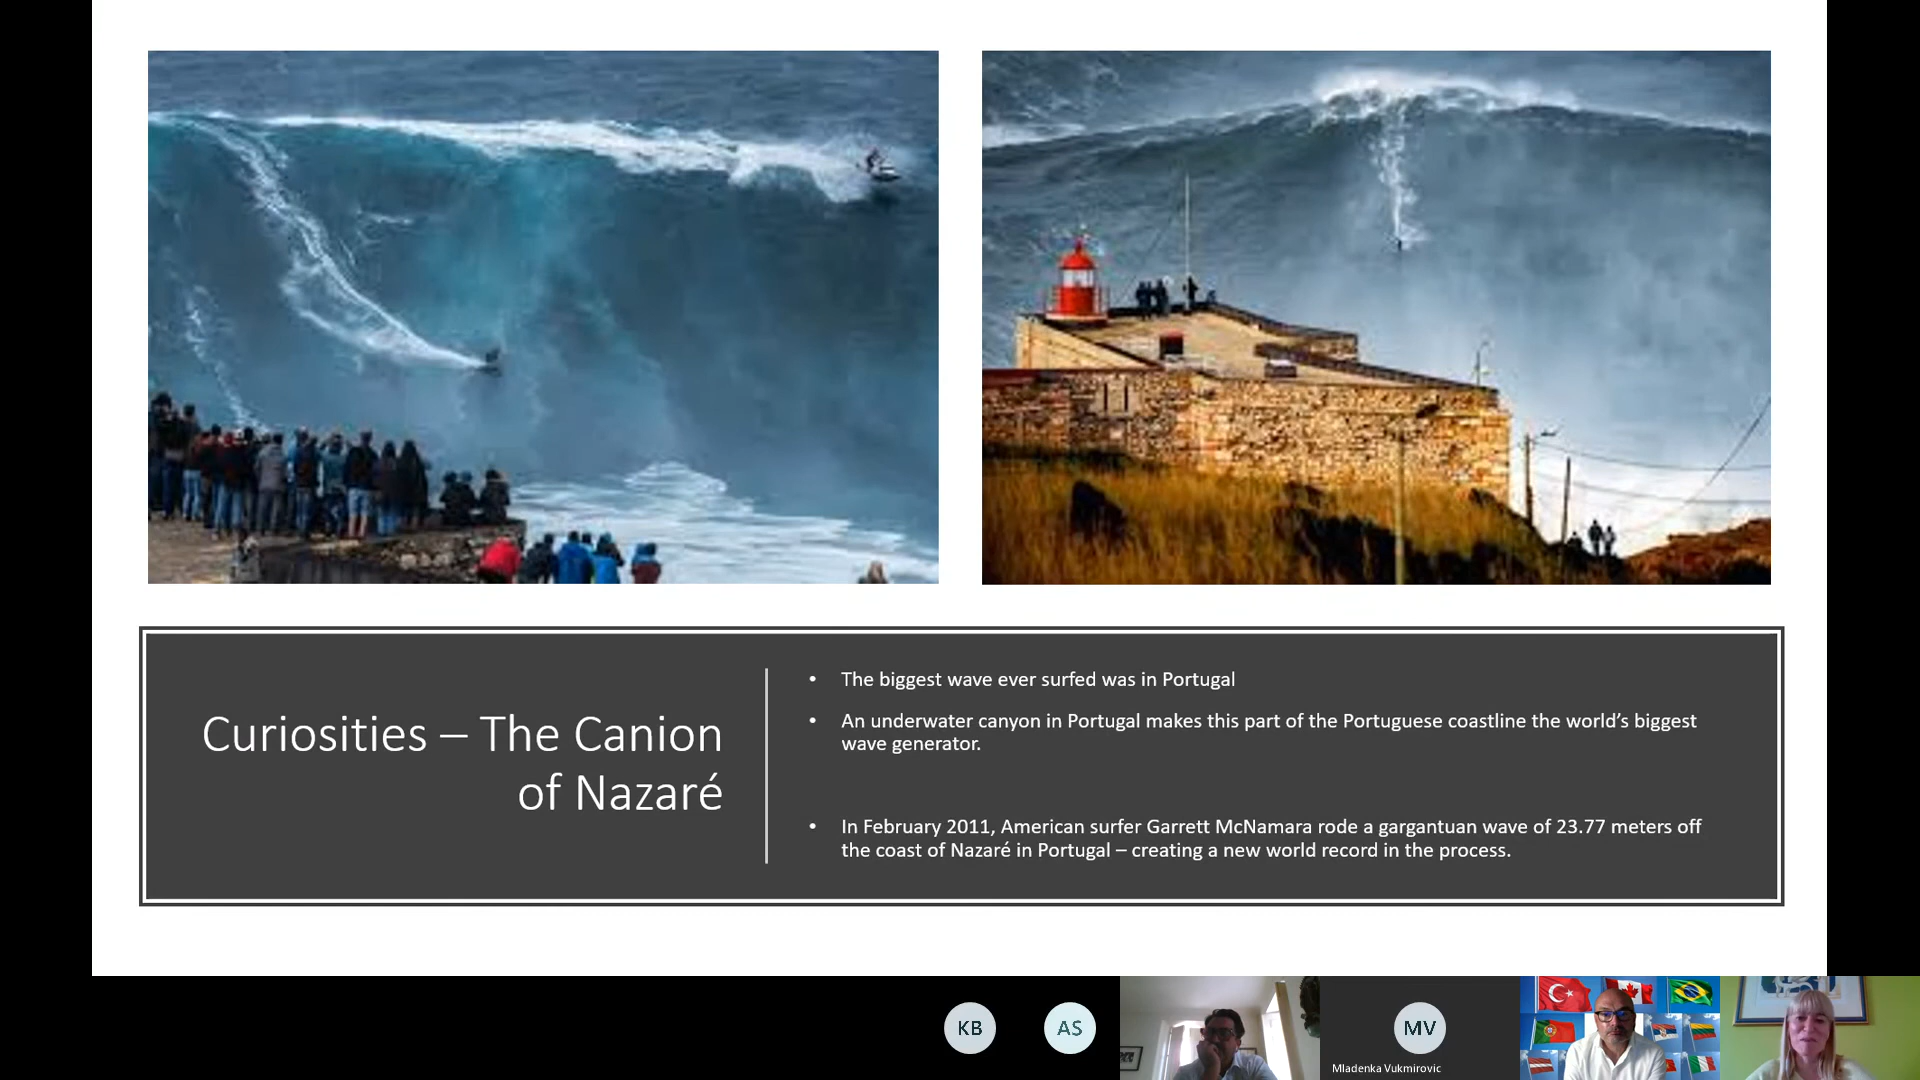 Curiosities – The Canion
of Nazaré
• The biggest wave ever surfed was in Portugal
• An underwater canyon in Portugal makes this part of the Portuguese coastline the world’s biggest
wave generator.
• In February 2011, American surfer Garrett McNamara rode a gargantuan wave of 23.77 meters off
the coast of Nazaré in Portugal – creating a new world record in the process.
KB
AS
MV
Mladenka Vukmirovic